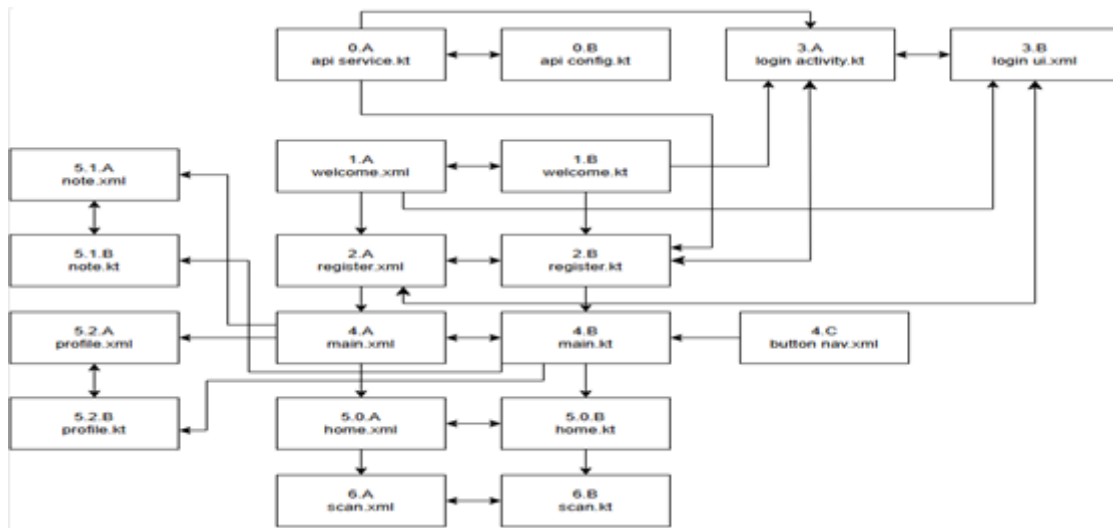 0.A
api service.kt
0.B
api config.kt
3.A
login activity.kt
3.B
login ui.xml
1.A
welcome.xml
1.B
welcome.kt
5.1.A
note.xml
5.1.B
note.kt
2.A
register.xml
2.B
register.kt
5.2.A
profile.xml
4.A
main.xml
4.B
main.kt
4.C
button nav.xml
5.2.B
profile.kt
5.0.A
home.xml
5.0.B
home.kt
6.A
scan.xml
6.B
scan.kt